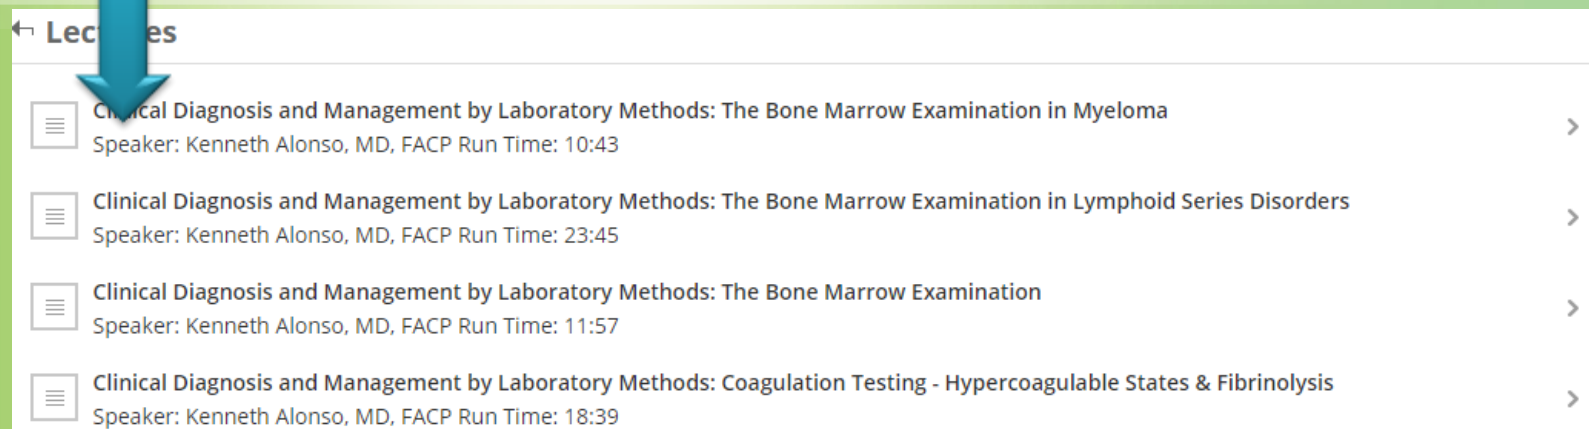 Lectures
Clinical Diagnosis and Management by Laboratory Methods: The Bone Marrow Examination in Myeloma
Speaker: Kenneth Alonso, MD, FACP Run Time: 10:43
Clinical Diagnosis and Management by Laboratory Methods: The Bone Marrow Examination in Lymphoid Series Disorders
Speaker: Kenneth Alonso, MD, FACP Run Time: 23:45
Clinical Diagnosis and Management by Laboratory Methods: The Bone Marrow Examination
Speaker: Kenneth Alonso, MD, FACP Run Time: 11:57
Clinical Diagnosis and Management by Laboratory Methods: Coagulation Testing - Hypercoagulable States & Fibrinolysis
Speaker: Kenneth Alonso, MD, FACP Run Time: 18:39